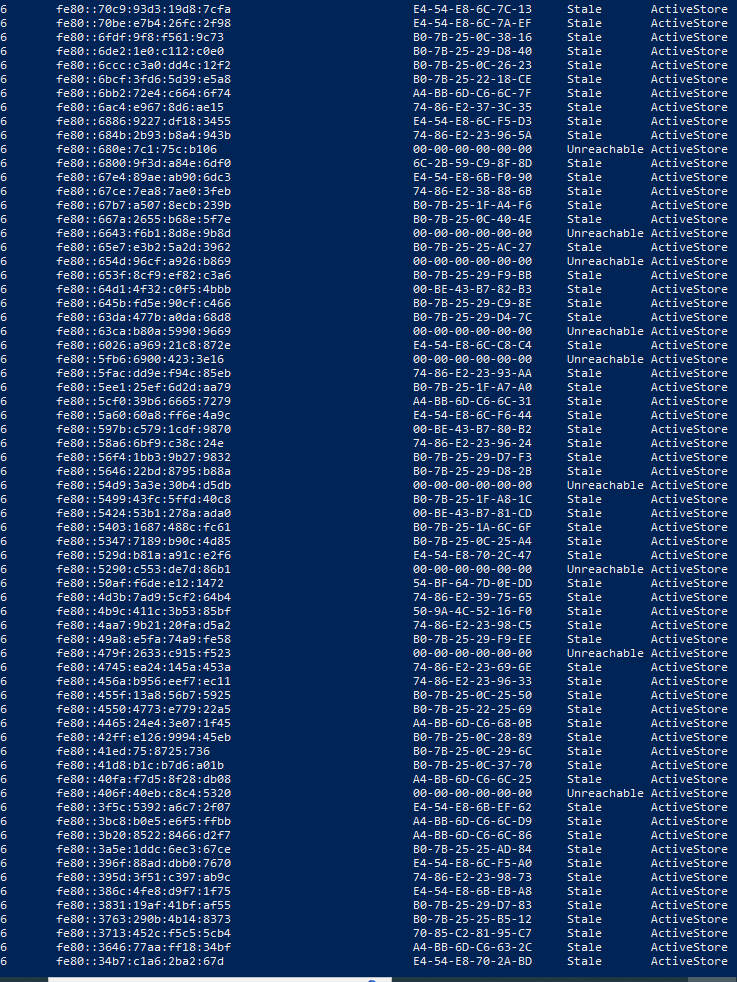 6 fe80::70c9:93d3:19d8:7cfa E4-54-E8-6C-7C-13 Stale ActiveStore
6 fe80::70be:e7b4:26fc:2f98 E4-54-E8-6C-7A-EF Stale ActiveStore
6 fe80::6fdf:9f8:f561:9c73 B0-7B-25-0C-38-16 Stale ActiveStore
6 fe80::6de2:1e0:c112:c0e0 B0-7B-25-29-D8-40 Stale ActiveStore
6 fe80::6ccc:c3a0:dd4c:12f2 B0-7B-25-0C-26-23 Stale ActiveStore
6 fe80::6bcf:3fd6:5d39:e5a8 B0-7B-25-22-18-CE Stale ActiveStore
6 fe80::6bb2:72e4:c664:6f74 A4-BB-6D-C6-6C-7F Stale ActiveStore
6 fe80::6ac4:e967:8d6:ae15 74-86-E2-37-3C-35 Stale ActiveStore
6 fe80::6886:9227:df18:3455 E4-54-E8-6C-F5-D3 Stale ActiveStore
6 fe80::684b:2b93:b8a4:943b 74-86-E2-23-96-5A Stale ActiveStore
6 fe80::680e:7c1:75c:b106 00-00-00-00-00-00 Unreachable ActiveStore
6 fe80::6800:9f3d:a84e:6df0 6C-2B-59-C9-8F-8D Stale ActiveStore
6 fe80::67e4:89ae:ab90:6dc3 E4-54-E8-6B-F0-90 Stale ActiveStore
6 fe80::67ce:7ea8:7ae0:3feb 74-86-E2-38-88-6B Stale ActiveStore
6 fe80::67b7:a507:8ecb:239b B0-7B-25-1F-A4-F6 Stale ActiveStore
6 fe80::667a:2655:b68e:5f7e B0-7B-25-0C-40-4E Stale ActiveStore
6 fe80::6643:f6b1:8d8e:9b8d 00-00-00-00-00-00 Unreachable ActiveStore
6 fe80::65e7:e3b2:5a2d:3962 B0-7B-25-25-AC-27 Stale ActiveStore
6 fe80::654d:96cf:a926:b869 00-00-00-00-00-00 Unreachable ActiveStore
6 fe80::653f:8cf9:ef82:c3a6 B0-7B-25-29-F9-BB Stale ActiveStore
6 fe80::64d1:4f32:c0f5:4bbb 00-BE-43-B7-82-B3 Stale ActiveStore
6 fe80::645b:fd5e:90cf:c466 B0-7B-25-29-C9-8E Stale ActiveStore
6 fe80::63da:477b:a0da:68d8 B0-7B-25-29-D4-7C Stale ActiveStore
6 fe80::63ca:b80a:5990:9669 00-00-00-00-00-00 Unreachable ActiveStore
6 fe80::6026:a969:21c8:872e E4-54-E8-6C-C8-C4 Stale ActiveStore
6 fe80::5fb6:6900:423:3e16 00-00-00-00-00-00 Unreachable ActiveStore
6 fe80::5fac:dd9e:f94c:85eb 74-86-E2-23-93-AA Stale ActiveStore
6 fe80::5ee1:25ef:6d2d:aa79 B0-7B-25-1F-A7-A0 Stale ActiveStore
6 fe80::5cf0:39b6:6665:7279 A4-BB-6D-C6-6C-31 Stale ActiveStore
6 fe80::5a60:60a8:ff6e:4a9c E4-54-E8-6C-F6-44 Stale ActiveStore
6 fe80::597b:c579:1cdf:9870 00-BE-43-B7-80-B2 Stale ActiveStore
6 fe80::58a6:6bf9:c38c:24e 74-86-E2-23-96-24 Stale ActiveStore
6 fe80::56f4:1bb3:9b27:9832 B0-7B-25-29-D7-F3 Stale ActiveStore
6 fe80::5646:22bd:8795:b88a B0-7B-25-29-D8-2B Stale ActiveStore
6 fe80::54d9:3a3e:30b4:d5db 00-00-00-00-00-00 Unreachable ActiveStore
6 fe80::5499:43fc:5ffd:40c8 B0-7B-25-1F-A8-1C Stale ActiveStore
6 fe80::5424:53b1:278a:ada0 00-BE-43-B7-81-CD Stale ActiveStore
6 fe80::5403:1687:488c:fc61 B0-7B-25-1A-6C-6F Stale ActiveStore
6 fe80::5347:7189:b90c:4d85 B0-7B-25-0C-25-A4 Stale ActiveStore
6 fe80::529d:b81a:a91c:e2f6 E4-54-E8-70-2C-47 Stale ActiveStore
6 fe80::5290:c553:de7d:86b1 00-00-00-00-00-00 Unreachable ActiveStore
6 fe80::50af:f6de:e12:1472 54-BF-64-7D-0E-DD Stale ActiveStore
6 fe80::4d3b:7ad9:5cf2:64b4 74-86-E2-39-75-65 Stale ActiveStore
6 fe80::4b9c:411c:3b53:85bf 50-9A-4C-52-16-F0 Stale ActiveStore
6 fe80::4aa7:9b21:20fa:d5a2 74-86-E2-23-98-C5 Stale ActiveStore
6 fe80::49a8:e5fa:74a9:fe58 B0-7B-25-29-F9-EE Stale ActiveStore
6 fe80::479f:2633:c915:f523 00-00-00-00-00-00 Unreachable ActiveStore
6 fe80::4745:ea24:145a:453a 74-86-E2-23-69-6E Stale ActiveStore
6 fe80::456a:b956:eef7:ec11 74-86-E2-23-96-33 Stale ActiveStore
6 fe80::455f:13a8:56b7:5925 B0-7B-25-0C-25-50 Stale ActiveStore
6 fe80::4550:4773:e779:22a5 B0-7B-25-22-25-69 Stale ActiveStore
6 fe80::4465:24e4:3e07:1f45 A4-BB-6D-C6-68-0B Stale ActiveStore
6 fe80::42ff:e126:9994:45eb B0-7B-25-0C-28-89 Stale ActiveStore
6 fe80::41ed:75:8725:736 B0-7B-25-0C-29-6C Stale ActiveStore
6 fe80::41d8:b1c:b7d6:a01b B0-7B-25-0C-37-70 Stale ActiveStore
6 fe80::40fa:f7d5:8f28:db08 A4-BB-6D-C6-6C-25 Stale ActiveStore
6 fe80::406f:40eb:c8c4:5320 00-00-00-00-00-00 Unreachable ActiveStore
6 fe80::3f5c:5392:a6c7:2f07 E4-54-E8-6B-EF-62 Stale ActiveStore
6 fe80::3bc8:b0e5:e6f5:ffbb A4-BB-6D-C6-6C-D9 Stale ActiveStore
6 fe80::3b20:8522:8466:d2f7 A4-BB-6D-C6-6C-86 Stale ActiveStore
6 fe80::3a5e:1ddc:6ec3:67ce B0-7B-25-25-AD-84 Stale ActiveStore
6 fe80::396f:88ad:dbb0:7670 E4-54-E8-6C-F5-A0 Stale ActiveStore
6 fe80::395d:3f51:c397:ab9c 74-86-E2-23-98-73 Stale ActiveStore
6 fe80::386c:4fe8:d9f7:1f75 E4-54-E8-6B-EB-A8 Stale ActiveStore
6 fe80::3831:19af:41bf:af55 B0-7B-25-29-D7-83 Stale ActiveStore
6 fe80::3763:290b:4b14:8373 B0-7B-25-25-B5-12 Stale ActiveStore
6 fe80::3713:452c:f5c5:5cb4 70-85-C2-81-95-C7 Stale ActiveStore
6 fe80::3646:77aa:ff18:34bf A4-BB-6D-C6-63-2C Stale ActiveStore
6 fe80::34b7:c1a6:2ba2:67d E4-54-E8-70-2A-BD Stale ActiveStore